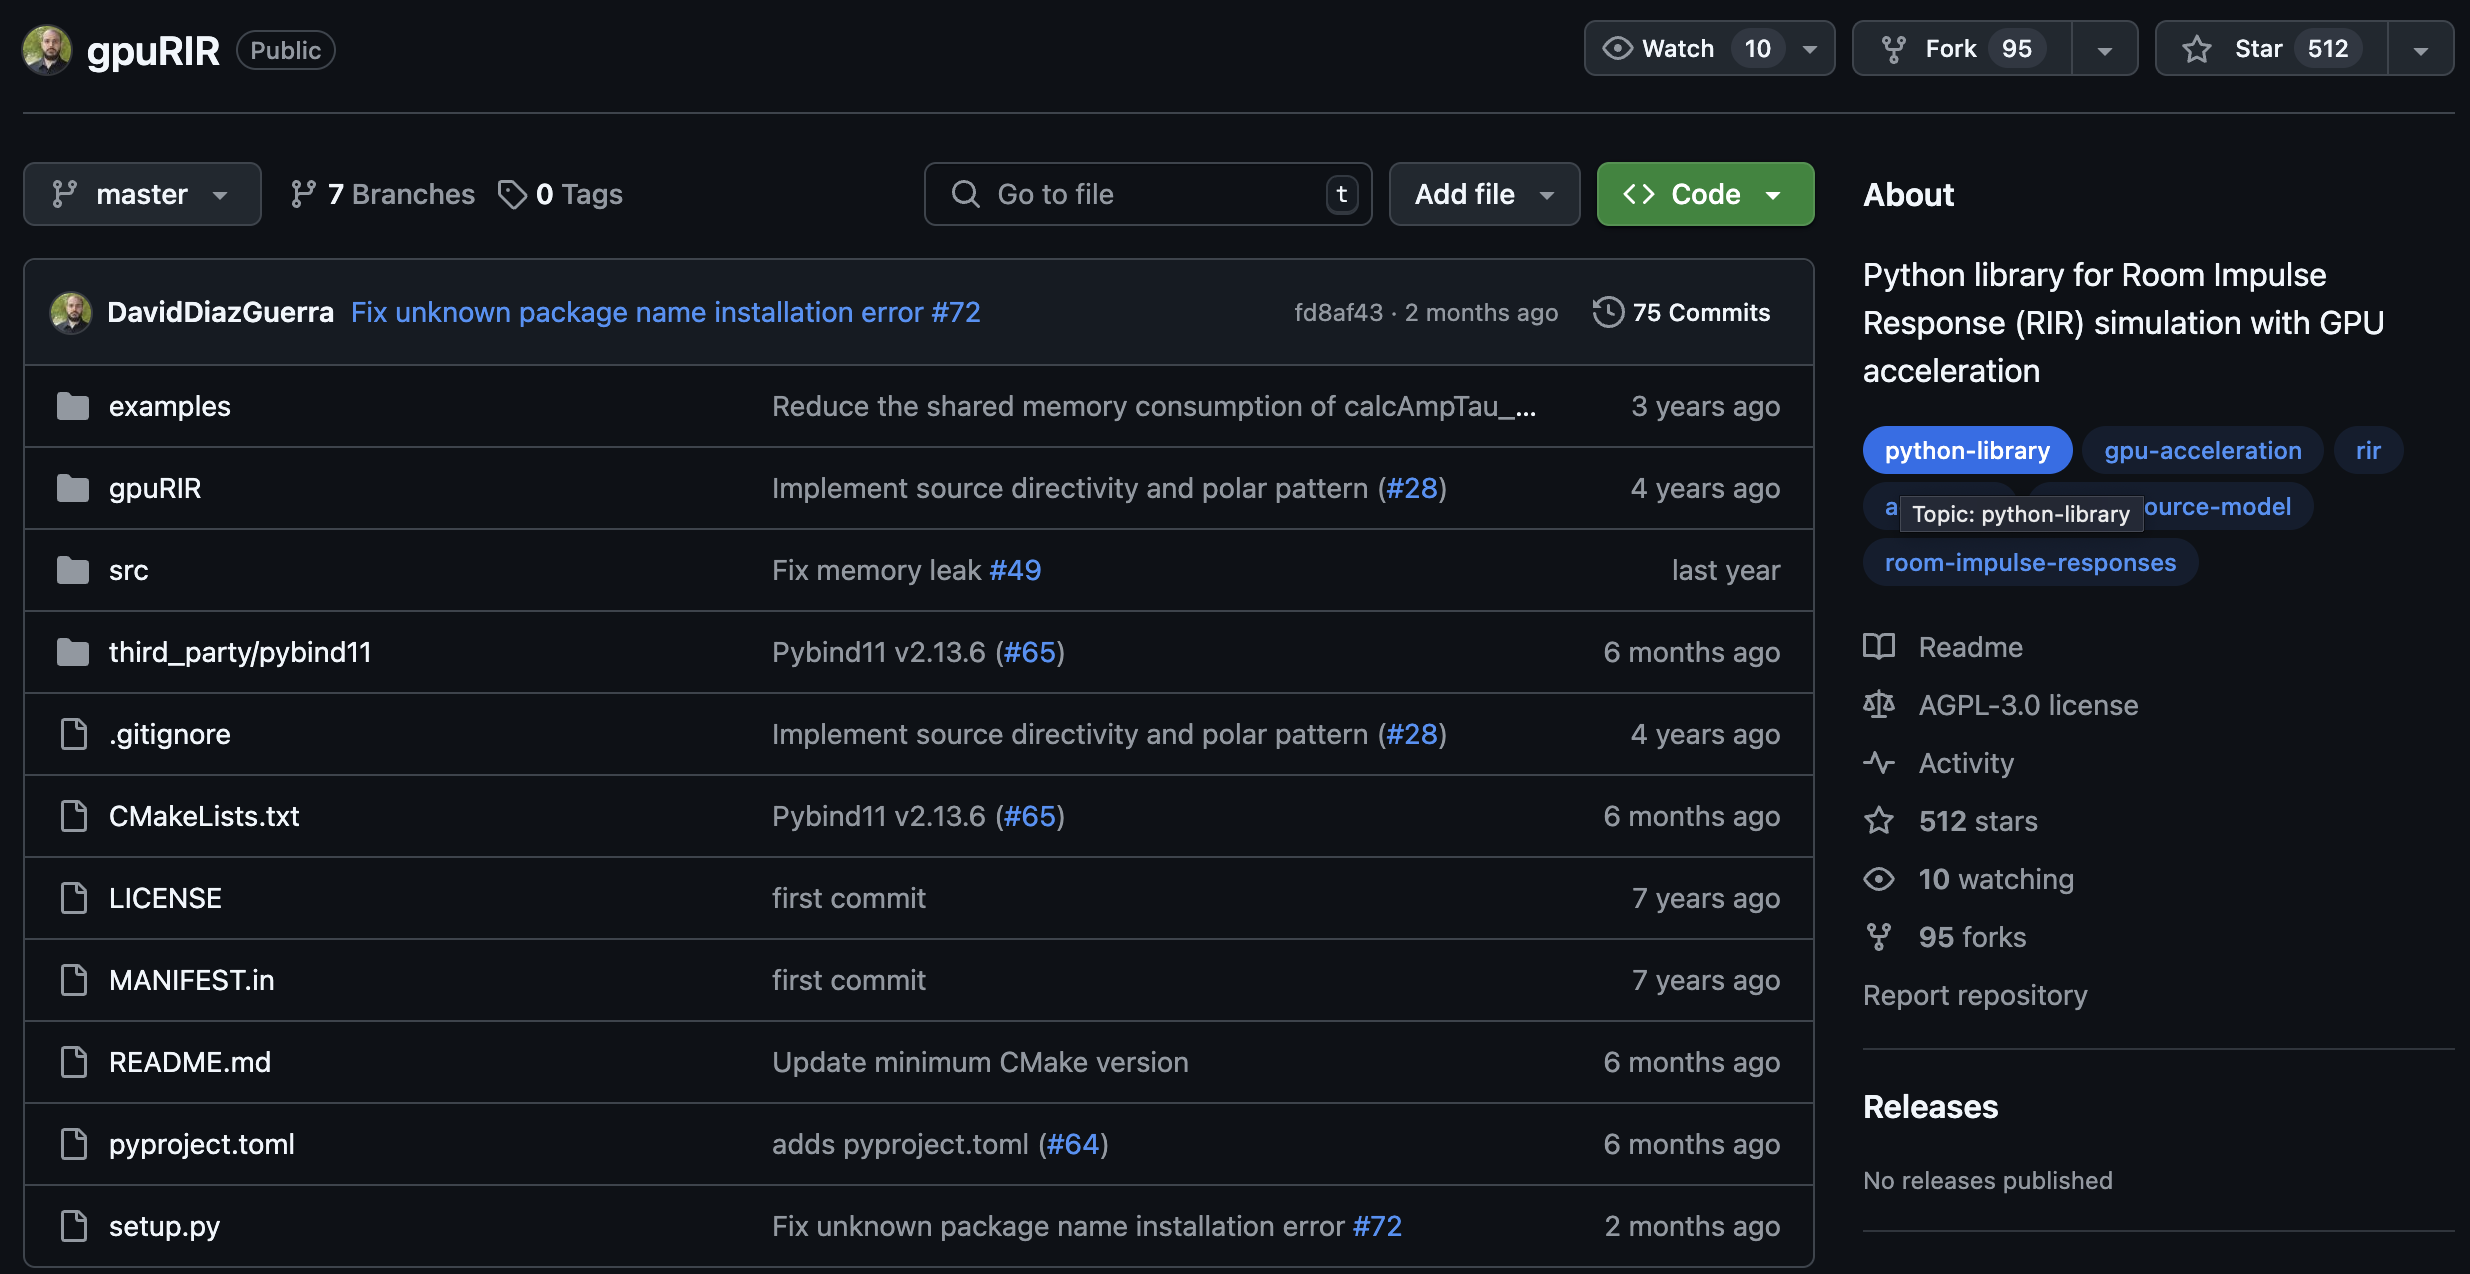 gpuRIR Public Watch 10 Fork 95 Star 512
master 7 Branches 0 Tags Go to file t Add file Code
DavidDiazGuerra Fix unknown package name installation error #72 fd8af43 · 2 months ago 75 Commits
examples Reduce the shared memory consumption of calcAmpTau_... 3 years ago
gpuRIR Implement source directivity and polar pattern (#28) 4 years ago
src Fix memory leak #49 last year
third_party/pybind11 Pybind11 v2.13.6 (#65) 6 months ago
.gitignore Implement source directivity and polar pattern (#28) 4 years ago
CMakeLists.txt Pybind11 v2.13.6 (#65) 6 months ago
LICENSE first commit 7 years ago
MANIFEST.in first commit 7 years ago
README.md Update minimum CMake version 6 months ago
pyproject.toml adds pyproject.toml (#64) 6 months ago
setup.py Fix unknown package name installation error #72 2 months ago
About
Python library for Room Impulse
Response (RIR) simulation with GPU
acceleration
python-library gpu-acceleration rir
Topic: python-library ource-model
room-impulse-responses
Readme
AGPL-3.0 license
Activity
512 stars
10 watching
95 forks
Report repository
Releases
No releases published